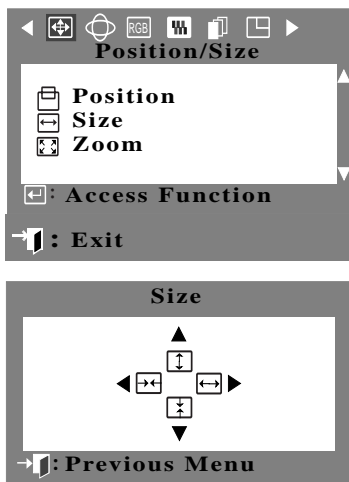 RGB
Position/Size
Position
Size
Zoom
: Access Function
: Exit
Size
: Previous Menu